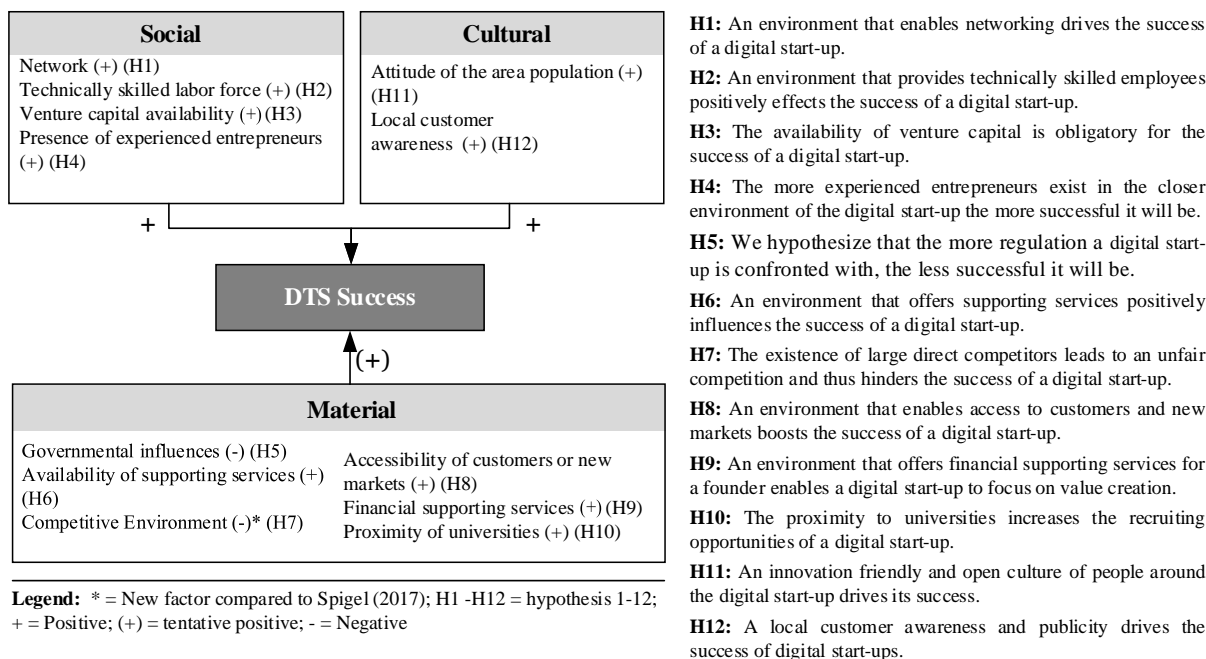 Social
Network (+) (H1)
Technically skilled labor force (+) (H2)
Venture capital availability (+) (H3)
Presence of experienced entrepreneurs
(+) (H4)
Cultural
Attitude of the area population (+)
(H11)
Local customer
awareness (+) (H12)
+
+
DTS Success
(+)
Material
Governmental influences (-) (H5)
Availability of supporting services (+)
(H6)
Competitive Environment (-)* (H7)
Accessibility of customers or new
markets (+) (H8)
Financial supporting services (+) (H9)
Proximity of universities (+) (H10)
Legend: * = New factor compared to Spigel (2017); H1 -H12 = hypothesis 1-12;
+ = Positive; (+) = tentative positive; - = Negative
H1: An environment that enables networking drives the success
of a digital start-up.
H2: An environment that provides technically skilled employees
positively effects the success of a digital start-up.
H3: The availability of venture capital is obligatory for the
success of a digital start-up.
H4: The more experienced entrepreneurs exist in the closer
environment of the digital start-up the more successful it will be.
H5: We hypothesize that the more regulation a digital start-
up is confronted with, the less successful it will be.
H6: An environment that offers supporting services positively
influences the success of a digital start-up.
H7: The existence of large direct competitors leads to an unfair
competition and thus hinders the success of a digital start-up.
H8: An environment that enables access to customers and new
markets boosts the success of a digital start-up.
H9: An environment that offers financial supporting services for
a founder enables a digital start-up to focus on value creation.
H10: The proximity to universities increases the recruiting
opportunities of a digital start-up.
H11: An innovation friendly and open culture of people around
the digital start-up drives its success.
H12: A local customer awareness and publicity drives the
success of digital start-ups.